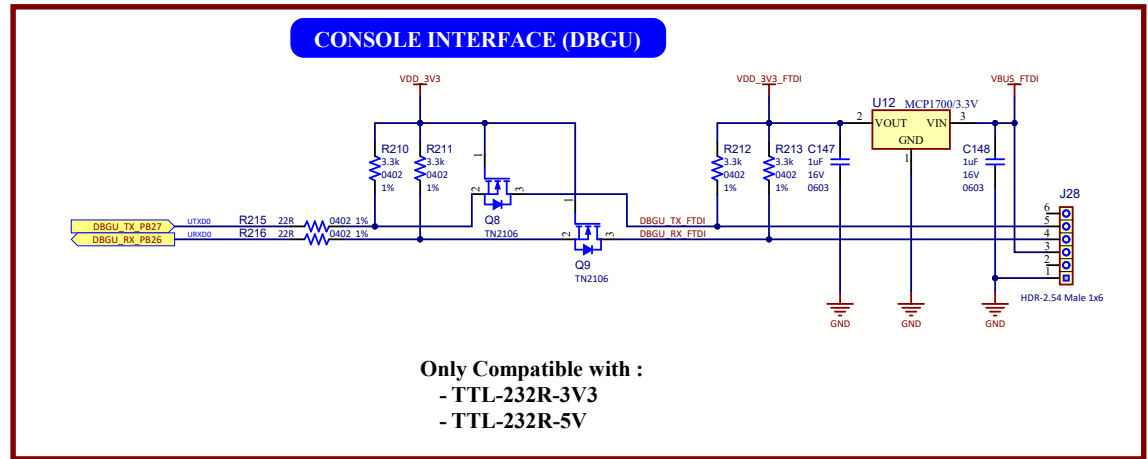 CONSOLE INTERFACE (DBGU)
VDD_3V3
VDD_3V3_FTDI
VBUS_FTDI
U12 MCP1700/3.3V
2 VOUT VIN 3
GND
1
R210
3.3k
0402
1%
R211
3.3k
0402
1%
1
2 3
Q8
TN2106
1
2 3
Q9
TN2106
R212
3.3k
0402
1%
R213
3.3k
0402
1%
C147
1uF
16V
0603
C148
1uF
16V
0603
J28
6
5
4
3
2
1
HDR-2.54 Male 1x6
DBGU_TX_PB27 UTXD0 R215 22R 0402 1%
DBGU_RX_PB26 URXD0 R216 22R 0402 1%
DBGU_TX_FTDI
DBGU_RX_FTDI
GND GND GND
Only Compatible with :
- TTL-232R-3V3
- TTL-232R-5V